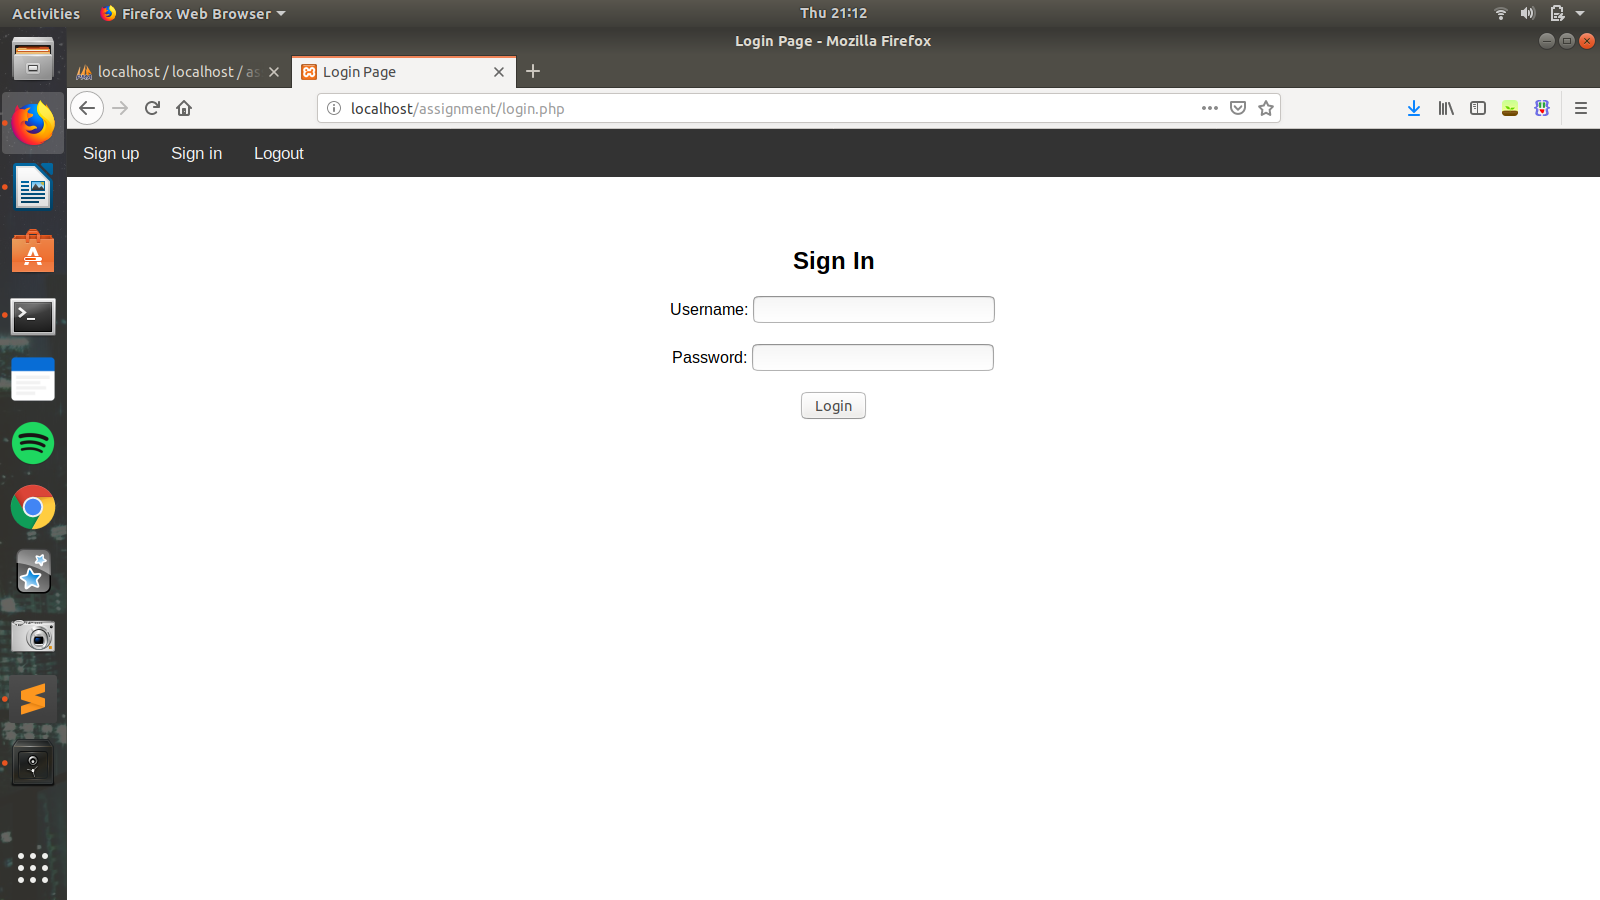 Activities Firefox Web Browser Thu 21:12
Login Page - Mozilla Firefox
localhost / localhost / as Login Page
localhost/assignment/login.php
Sign up Sign in Logout
Sign In
Username:
Password:
Login